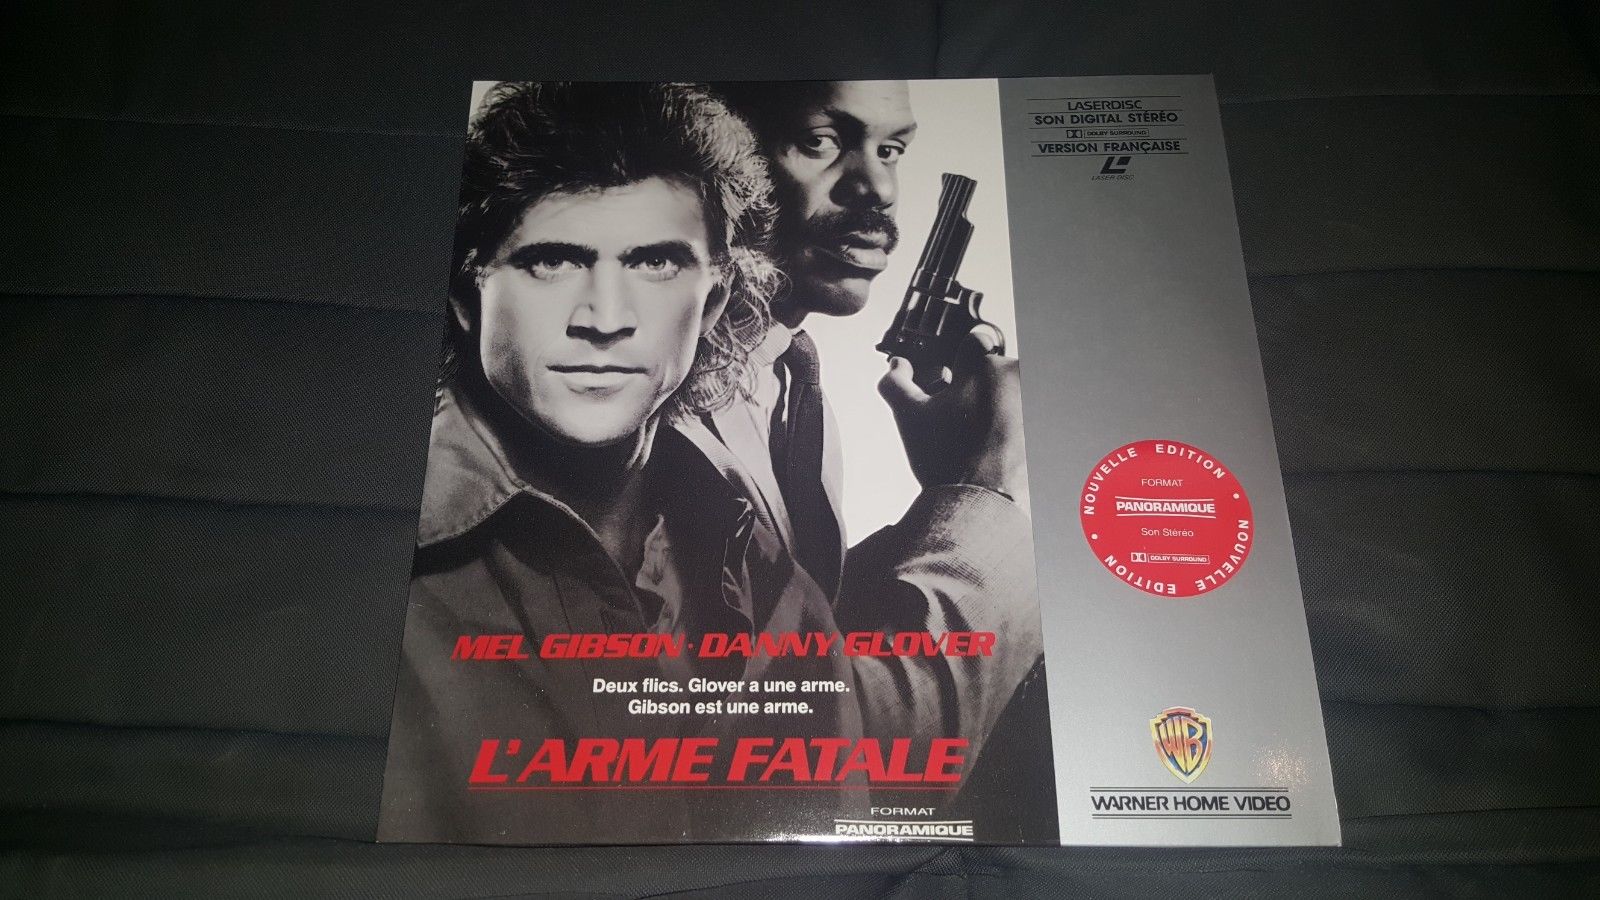 LASERDISC
SON DIGITAL STÉRÉO
DOLBY SURROUND
VERSION FRANÇAISE
LASER DISC
NOUVELLE EDITION • NOUVELLE EDITION •
FORMAT
PANORAMIQUE
Son Stéréo
DOLBY SURROUND
MEL GIBSON · DANNY GLOVER
Deux flics. Glover a une arme.
Gibson est une arme.
L'ARME FATALE
FORMAT
PANORAMIQUE
WB
WARNER HOME VIDEO